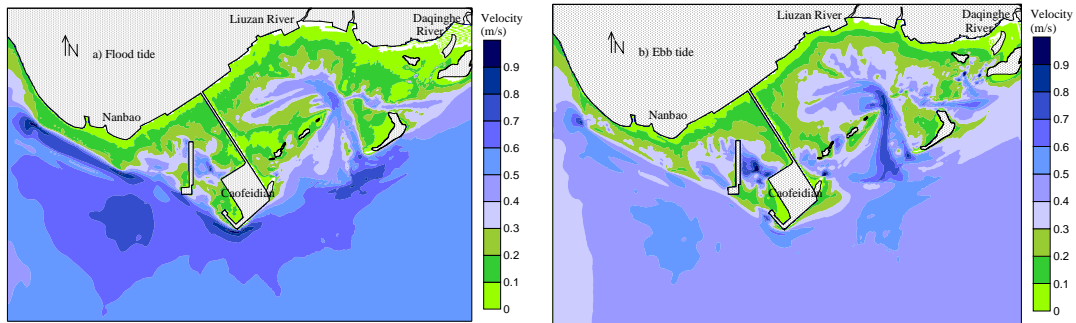 Liuzan River
Daqinghe
River
Velocity
(m/s)
N
a) Flood tide
Nanbao
Caofeidian
0.9
0.8
0.7
0.6
0.5
0.4
0.3
0.2
0.1
0
Liuzan River
Daqinghe
River
Velocity
(m/s)
N
b) Ebb tide
Nanbao
Caofeidian
0.9
0.8
0.7
0.6
0.5
0.4
0.3
0.2
0.1
0